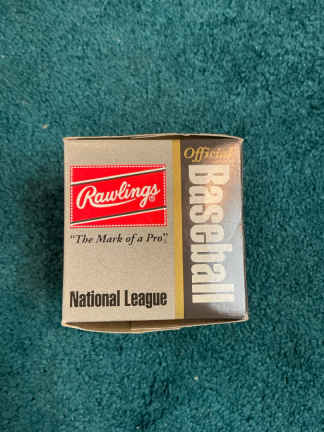 Rawlings®
"The Mark of a Pro"
National League
Official
Baseball